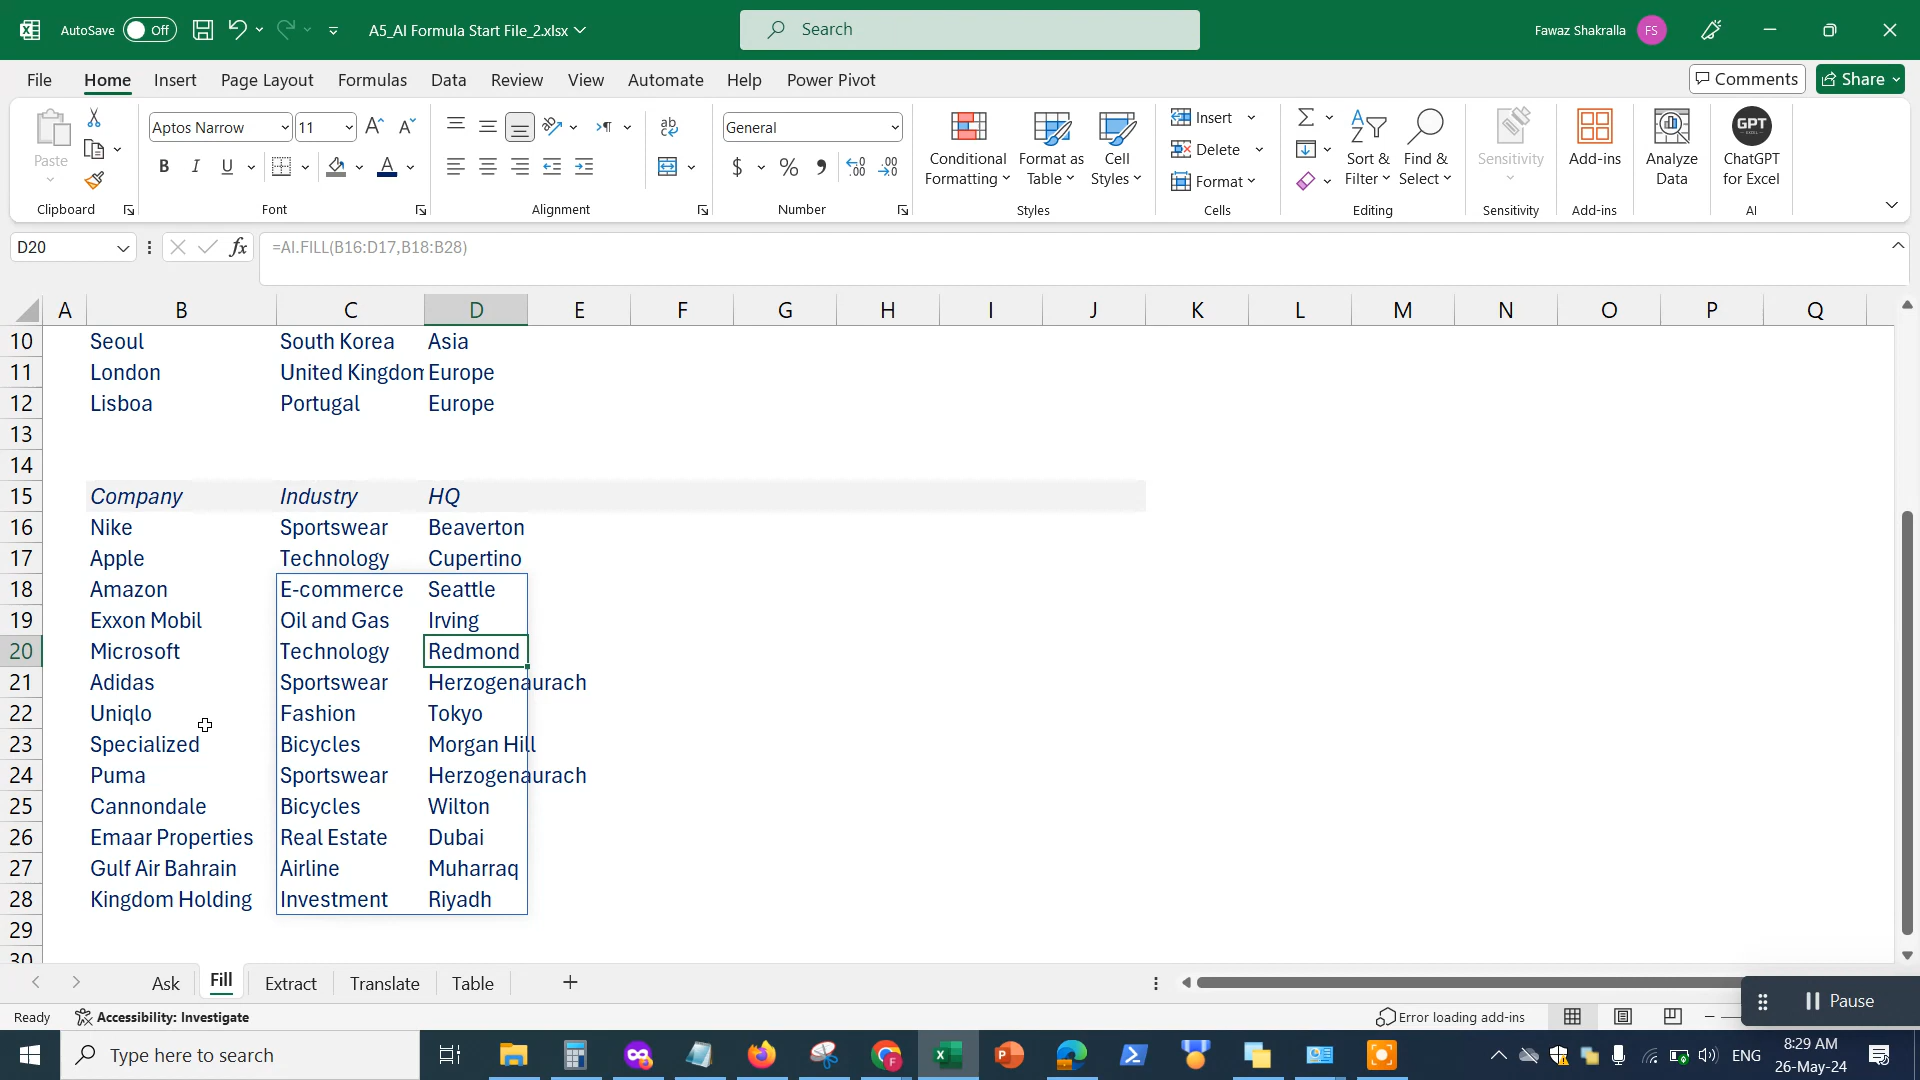 AutoSave Off A5_AI Formula Start File_2.xlsx Search Fawaz Shakralla FS
File Home Insert Page Layout Formulas Data Review View Automate Help Power Pivot Comments Share
Paste Aptos Narrow 11 General Conditional Formatting Format as Table Cell Styles Insert Delete Format Sort & Filter Find & Select Sensitivity Add-ins Analyze Data ChatGPT for Excel
Clipboard Font Alignment Number Styles Cells Editing Sensitivity Add-ins AI
D20 fx =AI.FILL(B16:D17,B18:B28)
A B C D E F G H I J K L M N O P Q
10 Seoul South Korea Asia
11 London United Kingdom Europe
12 Lisboa Portugal Europe
13
14
15 Company Industry HQ
16 Nike Sportswear Beaverton
17 Apple Technology Cupertino
18 Amazon E-commerce Seattle
19 Exxon Mobil Oil and Gas Irving
20 Microsoft Technology Redmond
21 Adidas Sportswear Herzogenaurach
22 Uniqlo Fashion Tokyo
23 Specialized Bicycles Morgan Hill
24 Puma Sportswear Herzogenaurach
25 Cannondale Bicycles Wilton
26 Emaar Properties Real Estate Dubai
27 Gulf Air Bahrain Airline Muharraq
28 Kingdom Holding Investment Riyadh
29
30
Ask Fill Extract Translate Table
Pause
Ready Accessibility: Investigate Error loading add-ins
Type here to search ENG 8:29 AM
26-May-24